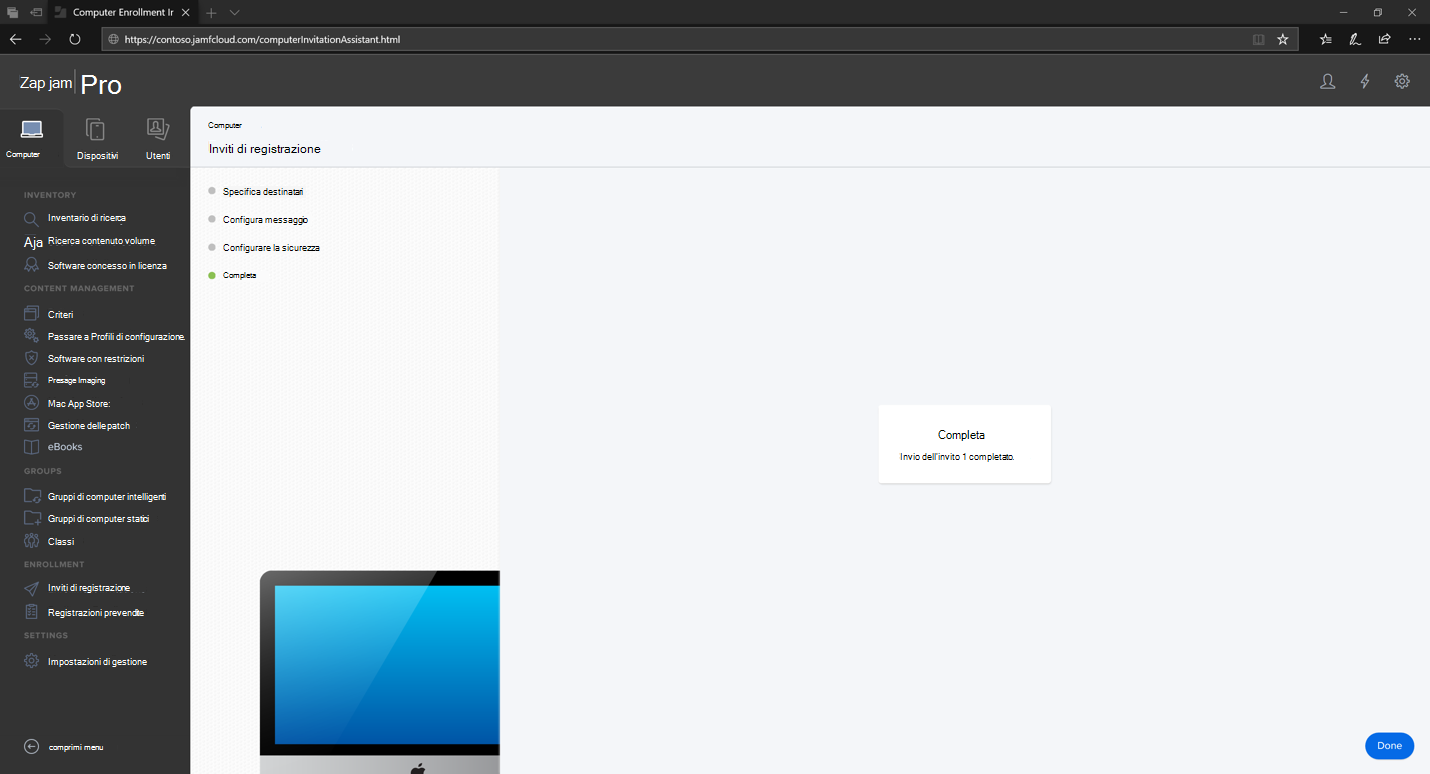 Computer Enrollment Ir
https://contoso.jamfcloud.com/computerInvitationAssistant.html
Zap jam Pro
Computer
Dispositivi
Utenti
INVENTORY
Inventario di ricerca
Aja Ricerca contenuto volume
Software concesso in licenza
CONTENT MANAGEMENT
Criteri
Passare a Profili di configurazione.
Software con restrizioni
Presage Imaging
Mac App Store:
Gestione delle patch
eBooks
GROUPS
Gruppi di computer intelligenti
Gruppi di computer statici
Classi
ENROLLMENT
Inviti di registrazione
Registrazioni prevendite
SETTINGS
Impostazioni di gestione
comprimi menu
Computer
Inviti di registrazione
Specifica destinatari
Configura messaggio
Configurare la sicurezza
Completa
Completa
Invio dell'invito 1 completato.
Done